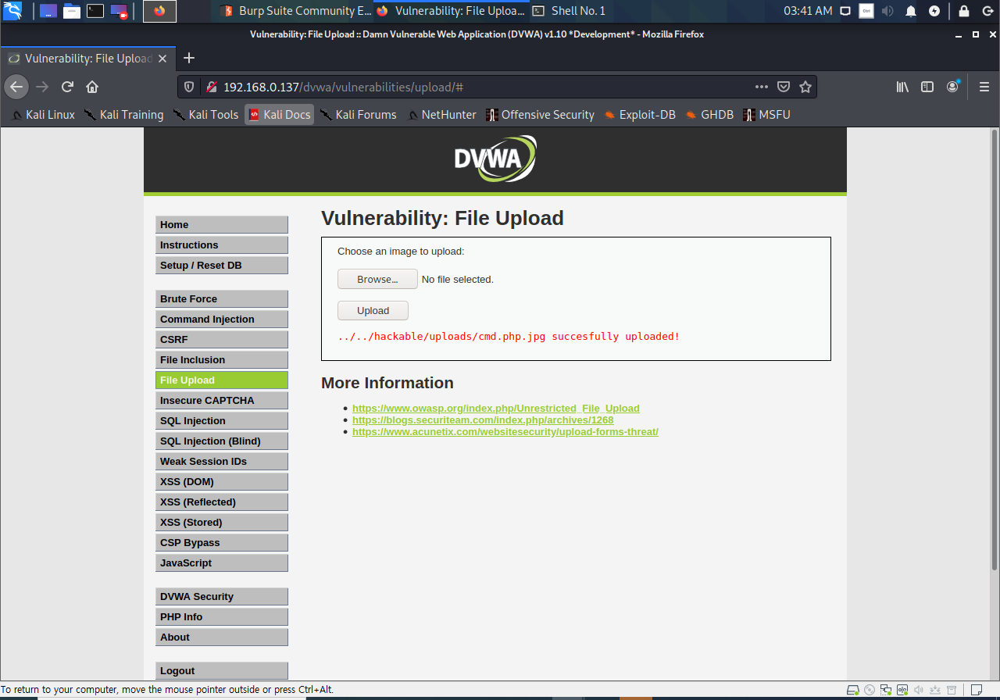 Burp Suite Community E...
Vulnerability: File Uploa...
Shell No. 1
03:41 AM
Ctrl
Vulnerability: File Upload :: Damn Vulnerable Web Application (DVWA) v1.10 *Development* - Mozilla Firefox
Vulnerability: File Upload
192.168.0.137/dvwa/vulnerabilities/upload/#
Kali Linux Kali Training Kali Tools Kali Docs Kali Forums NetHunter Offensive Security Exploit-DB GHDB MSFU
DVWA
Home
Instructions
Setup / Reset DB
Brute Force
Command Injection
CSRF
File Inclusion
File Upload
Insecure CAPTCHA
SQL Injection
SQL Injection (Blind)
Weak Session IDs
XSS (DOM)
XSS (Reflected)
XSS (Stored)
CSP Bypass
JavaScript
DVWA Security
PHP Info
About
Logout
Vulnerability: File Upload
Choose an image to upload:
Browse... No file selected.
Upload
../../hackable/uploads/cmd.php.jpg succesfully uploaded!
More Information
https://www.owasp.org/index.php/Unrestricted_File_Upload
https://blogs.securiteam.com/index.php/archives/1268
https://www.acunetix.com/websitesecurity/upload-forms-threat/
To return to your computer, move the mouse pointer outside or press Ctrl+Alt.